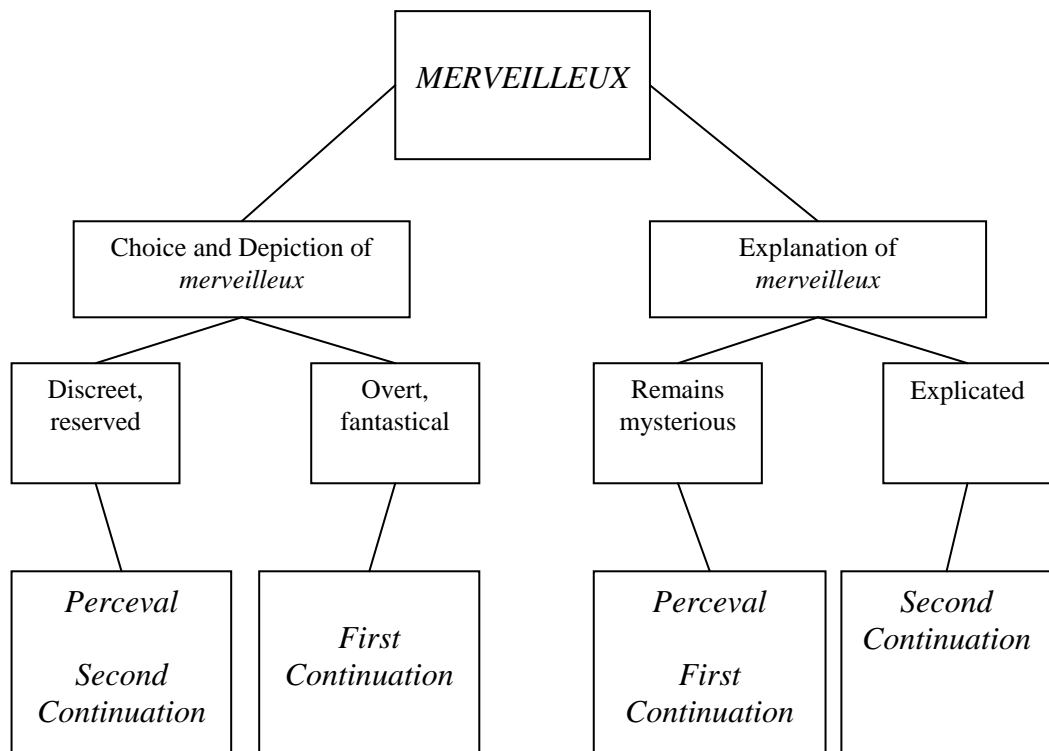 MERVEILLEUX
Choice and Depiction of
merveilleux
Explanation of
merveilleux
Discreet,
reserved
Overt,
fantastical
Remains
mysterious
Explicated
Perceval
Second
Continuation
First
Continuation
Perceval
First
Continuation
Second
Continuation